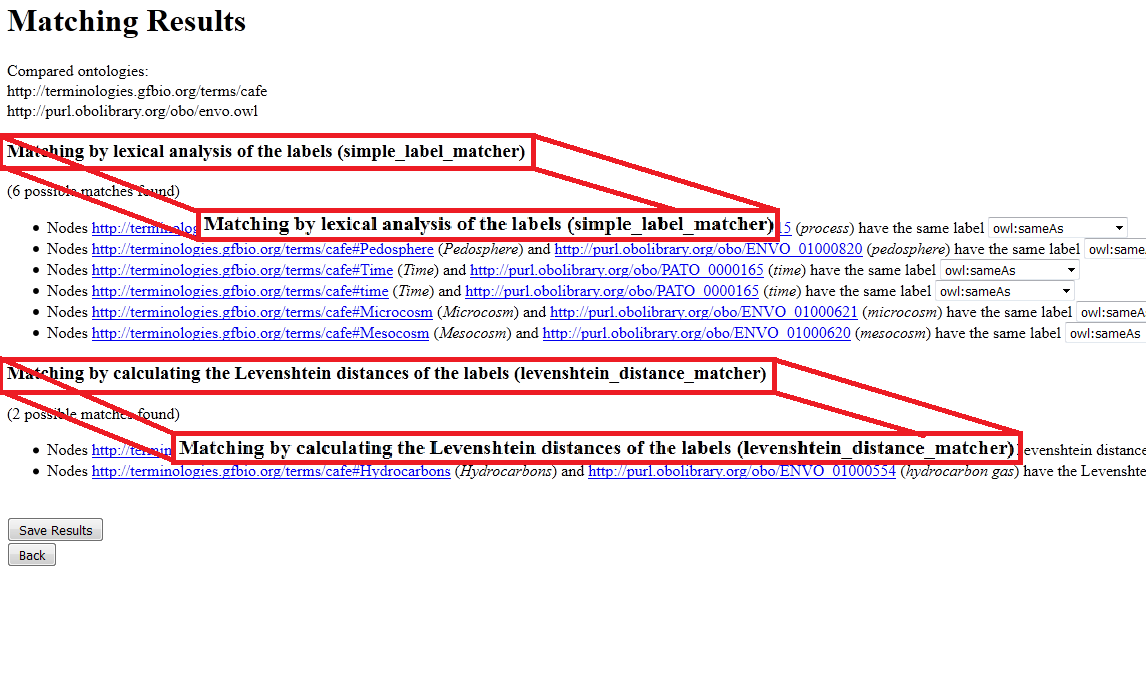 Matching Results
Compared ontologies:
http://terminologies.gfbio.org/terms/cafe
http://purl.obolibrary.org/obo/envo.owl
Matching by lexical analysis of the labels (simple_label_matcher)
(6 possible matches found)
Matching by lexical analysis of the labels (simple_label_matcher)
Nodes http://terminolog 15 (process) have the same label owl:sameAs
Nodes http://terminologies.gfbio.org/terms/cafe#Pedosphere (Pedosphere) and http://purl.obolibrary.org/obo/ENVO_01000820 (pedosphere) have the same label owl:same
Nodes http://terminologies.gfbio.org/terms/cafe#Time (Time) and http://purl.obolibrary.org/obo/PATO_0000165 (time) have the same label owl:sameAs
Nodes http://terminologies.gfbio.org/terms/cafe#time (Time) and http://purl.obolibrary.org/obo/PATO_0000165 (time) have the same label owl:sameAs
Nodes http://terminologies.gfbio.org/terms/cafe#Microcosm (Microcosm) and http://purl.obolibrary.org/obo/ENVO_01000621 (microcosm) have the same label owl:sameA
Nodes http://terminologies.gfbio.org/terms/cafe#Mesocosm (Mesocosm) and http://purl.obolibrary.org/obo/ENVO_01000620 (mesocosm) have the same label owl:sameAs
Matching by calculating the Levenshtein distances of the labels (levenshtein_distance_matcher)
(2 possible matches found)
Matching by calculating the Levenshtein distances of the labels (levenshtein_distance_matcher)
Nodes http://termin evenshtein distance
Nodes http://terminologies.gfbio.org/terms/cafe#Hydrocarbons (Hydrocarbons) and http://purl.obolibrary.org/obo/ENVO_01000554 (hydrocarbon gas) have the Levenshte
Save Results
Back